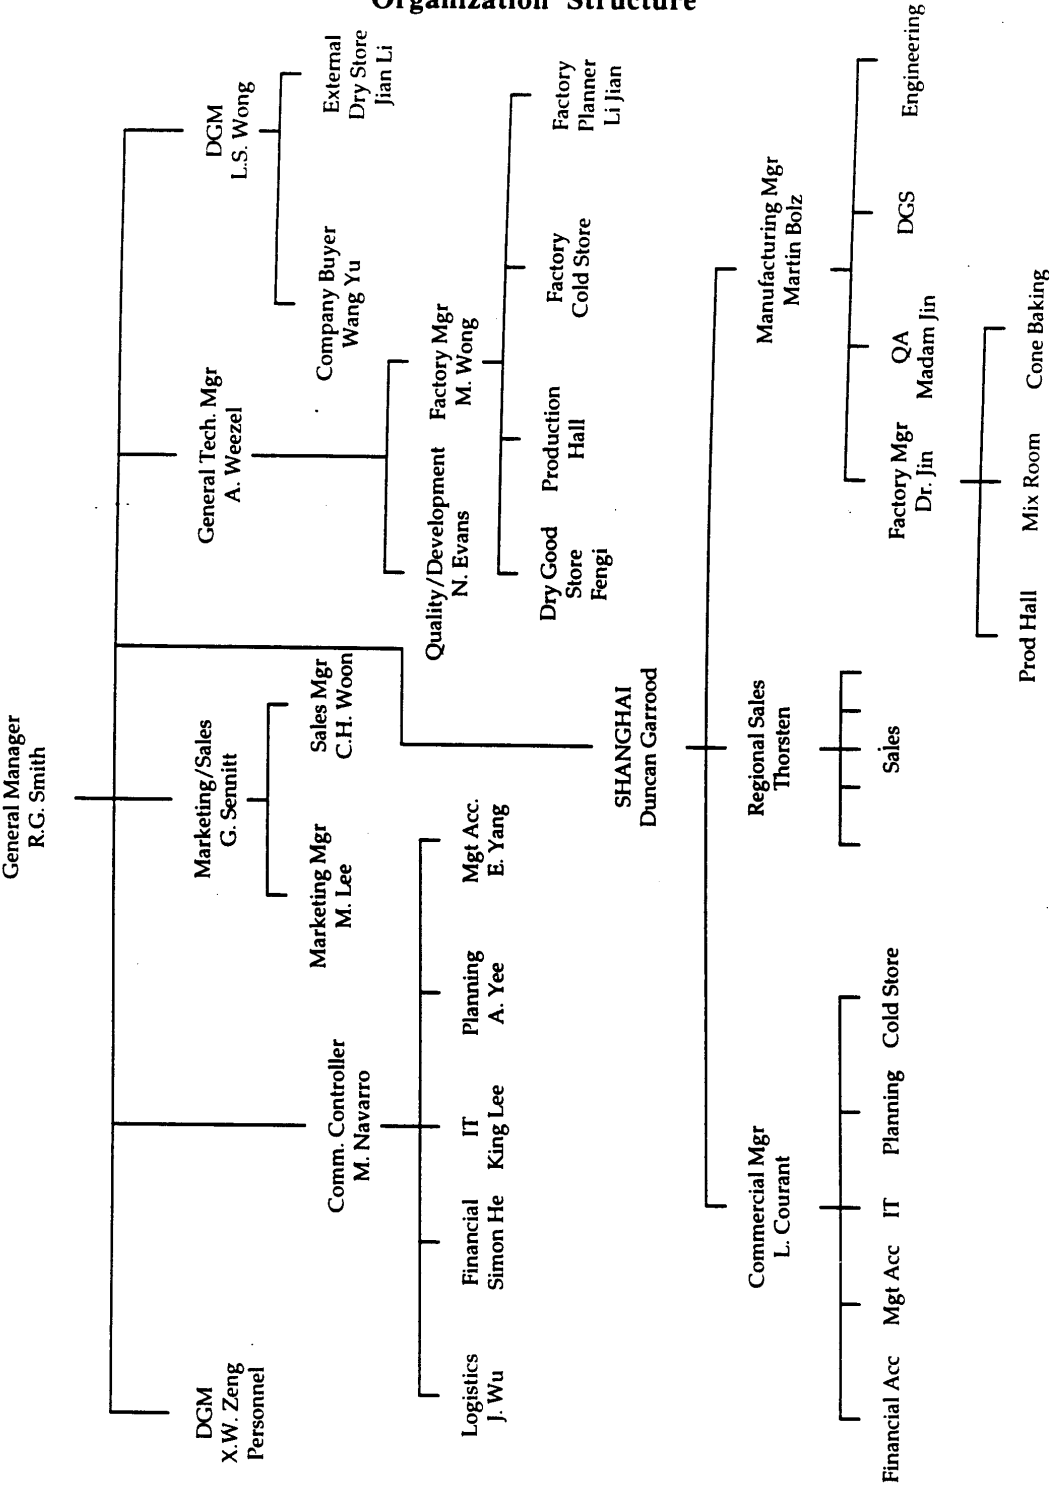 Organization Structure
General Manager
R.G. Smith
DGM
X.W. Zeng
Personnel
Comm. Controller
M. Navarro
Marketing/Sales
G. Sennitt
General Tech. Mgr
A. Weezel
DGM
L.S. Wong
Logistics
J. Wu
Financial
Simon He
IT
King Lee
Planning
A. Yee
Mgt Acc.
E. Yang
Marketing Mgr
M. Lee
Sales Mgr
C.H. Woon
Quality/Development
N. Evans
Factory Mgr
M. Wong
Company Buyer
Wang Yu
External
Dry Store
Jian Li
Dry Good
Store
Fengi
Production
Hall
Factory
Cold Store
Factory
Planner
Li Jian
SHANGHAI
Duncan Garrood
Commercial Mgr
L. Courant
Regional Sales
Thorsten
Manufacturing Mgr
Martin Bolz
Financial Acc
Mgt Acc
IT
Planning
Cold Store
Sales
Factory Mgr
Dr. Jin
QA
Madam Jin
DGS
Engineering
Prod Hall
Mix Room
Cone Baking